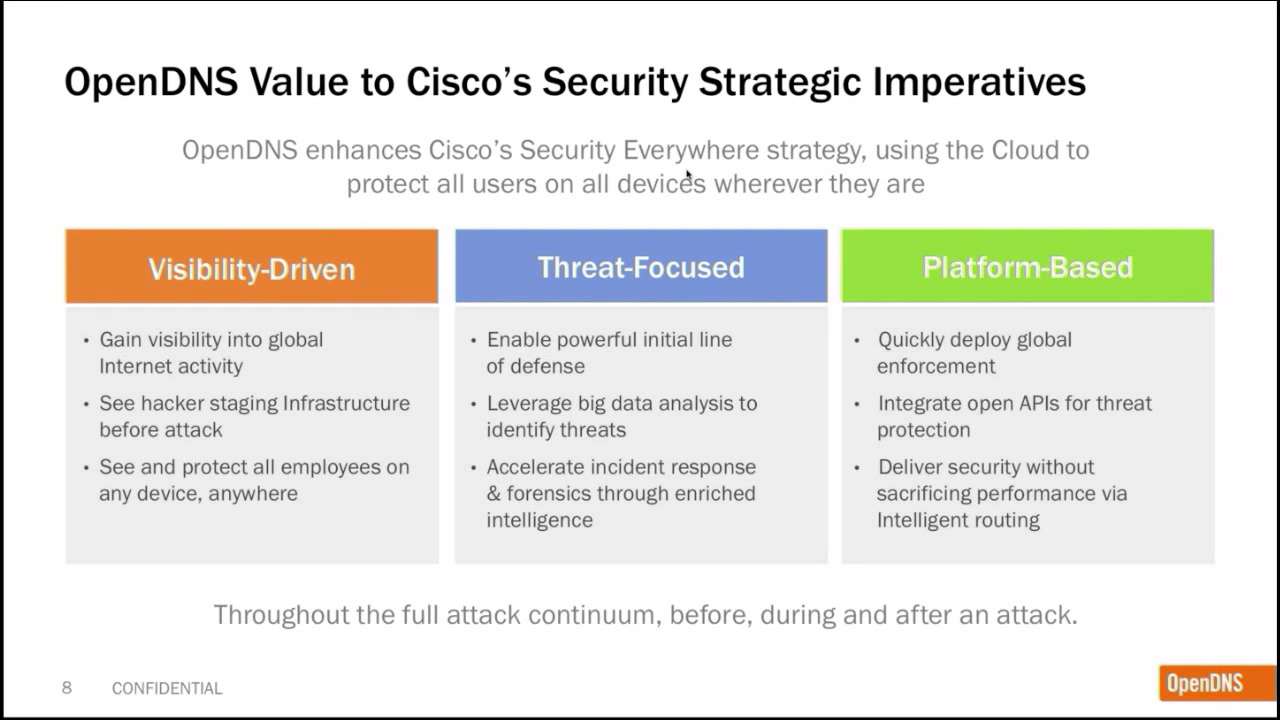 OpenDNS Value to Cisco's Security Strategic Imperatives
OpenDNS enhances Cisco's Security Everywhere strategy, using the Cloud to
protect all users on all devices wherever they are
Visibility-Driven
• Gain visibility into global
Internet activity
• See hacker staging Infrastructure
before attack
• See and protect all employees on
any device, anywhere
Threat-Focused
• Enable powerful initial line
of defense
• Leverage big data analysis to
identify threats
• Accelerate incident response
& forensics through enriched
intelligence
Platform-Based
• Quickly deploy global
enforcement
• Integrate open APIs for threat
protection
• Deliver security without
sacrificing performance via
Intelligent routing
Throughout the full attack continuum, before, during and after an attack.
8 CONFIDENTIAL
OpenDNS